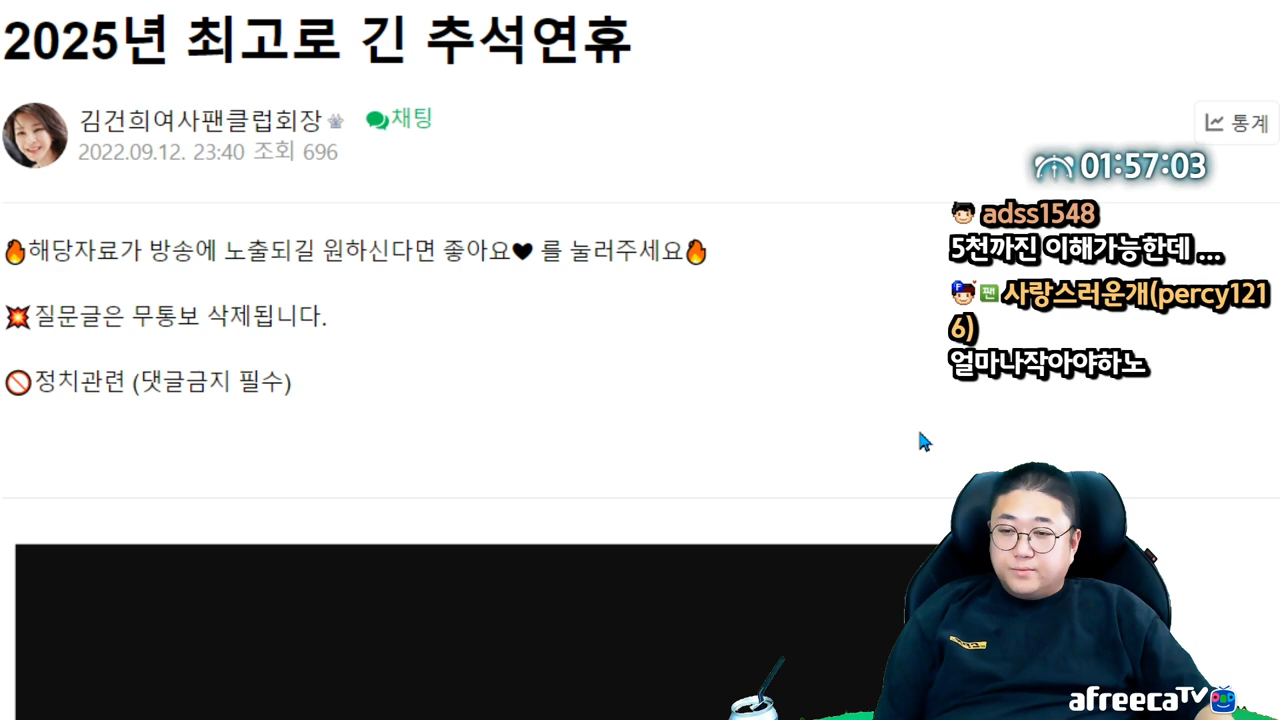 2025년 최고로 긴 추석연휴
김건희여사팬클럽회장 채팅
2022.09.12. 23:40 조회 696
통계
01:57:03
🔥해당자료가 방송에 노출되길 원하신다면 좋아요🖤 를 눌러주세요🔥
💥질문글은 무통보 삭제됩니다.
🚫정치관련 (댓글금지 필수)
adss1548
5천까진 이해가능한데 ...
F 팬 사랑스러운개(percy121
6)
얼마나작아야하노
afreecaTV